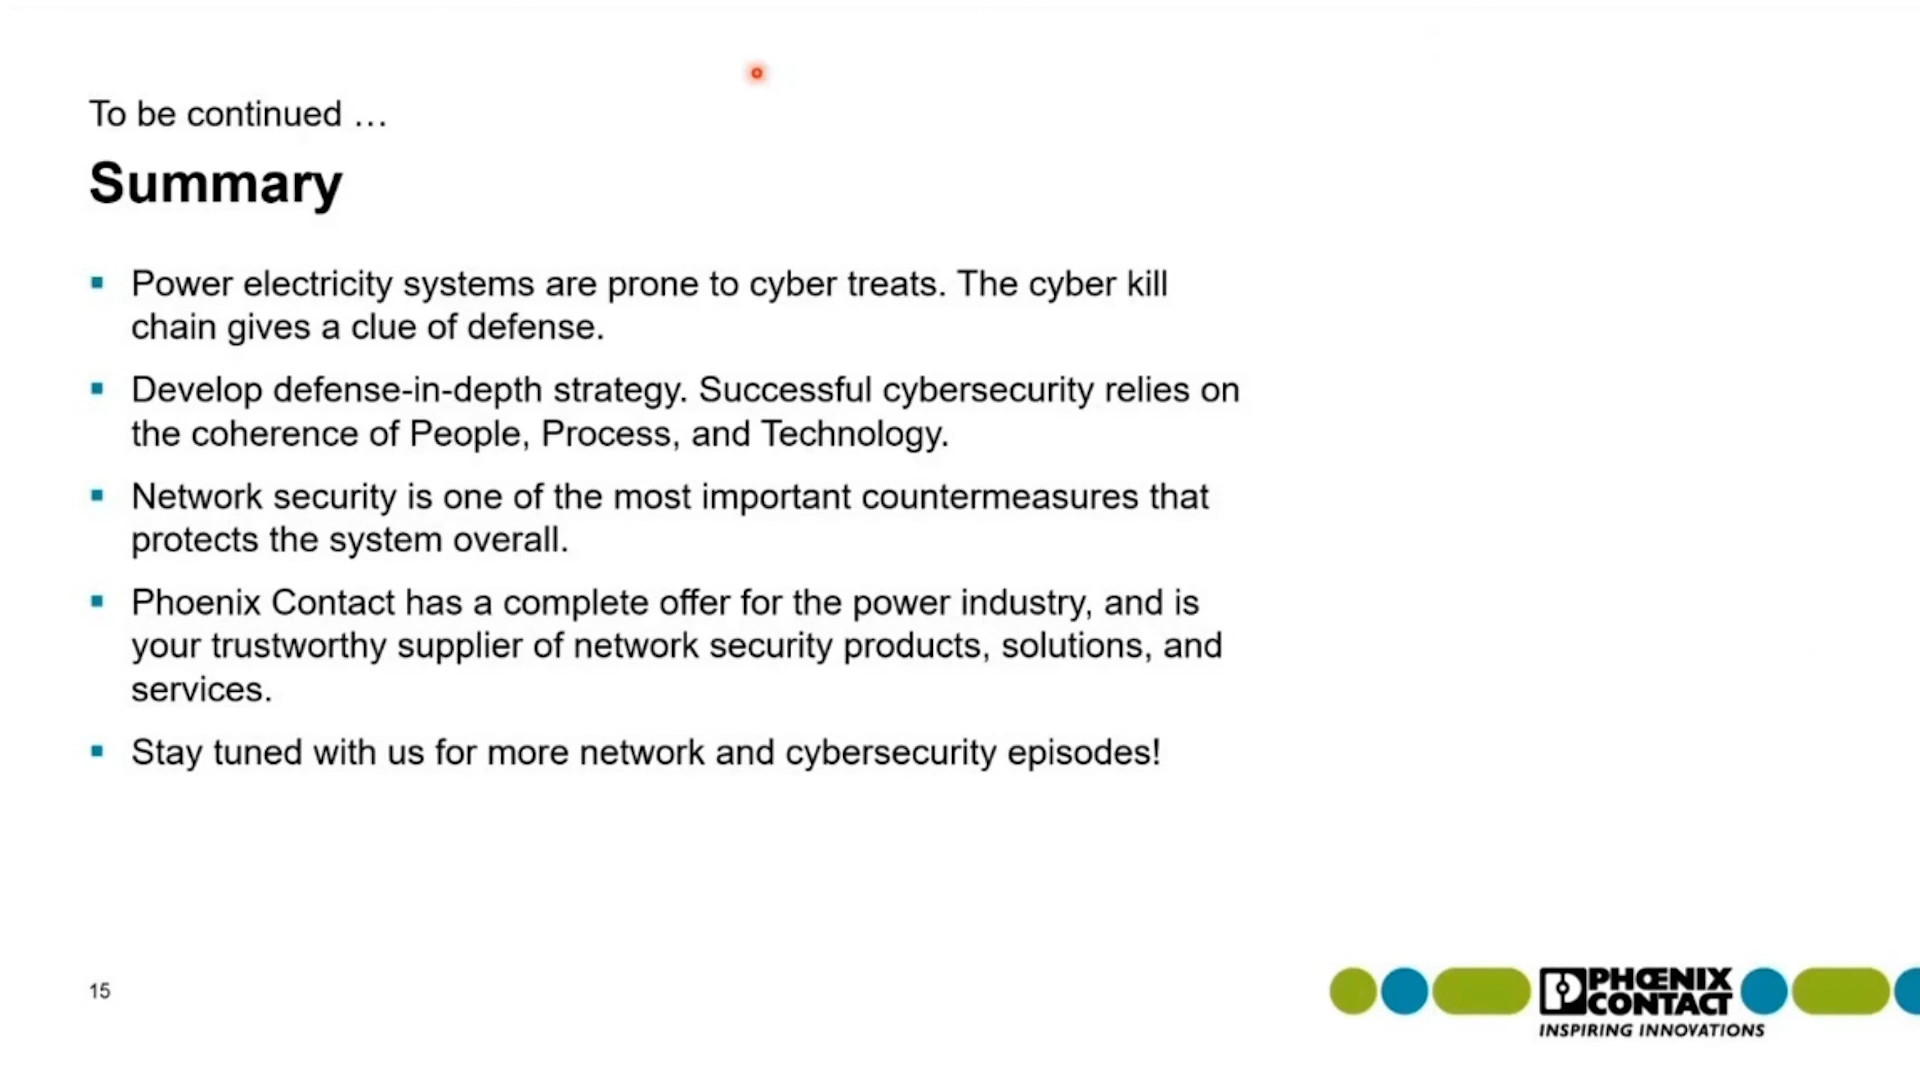 To be continued …
Summary
Power electricity systems are prone to cyber treats. The cyber kill
chain gives a clue of defense.
Develop defense-in-depth strategy. Successful cybersecurity relies on
the coherence of People, Process, and Technology.
Network security is one of the most important countermeasures that
protects the system overall.
Phoenix Contact has a complete offer for the power industry, and is
your trustworthy supplier of network security products, solutions, and
services.
Stay tuned with us for more network and cybersecurity episodes!
15
PHŒNIX
CONTACT
INSPIRING INNOVATIONS